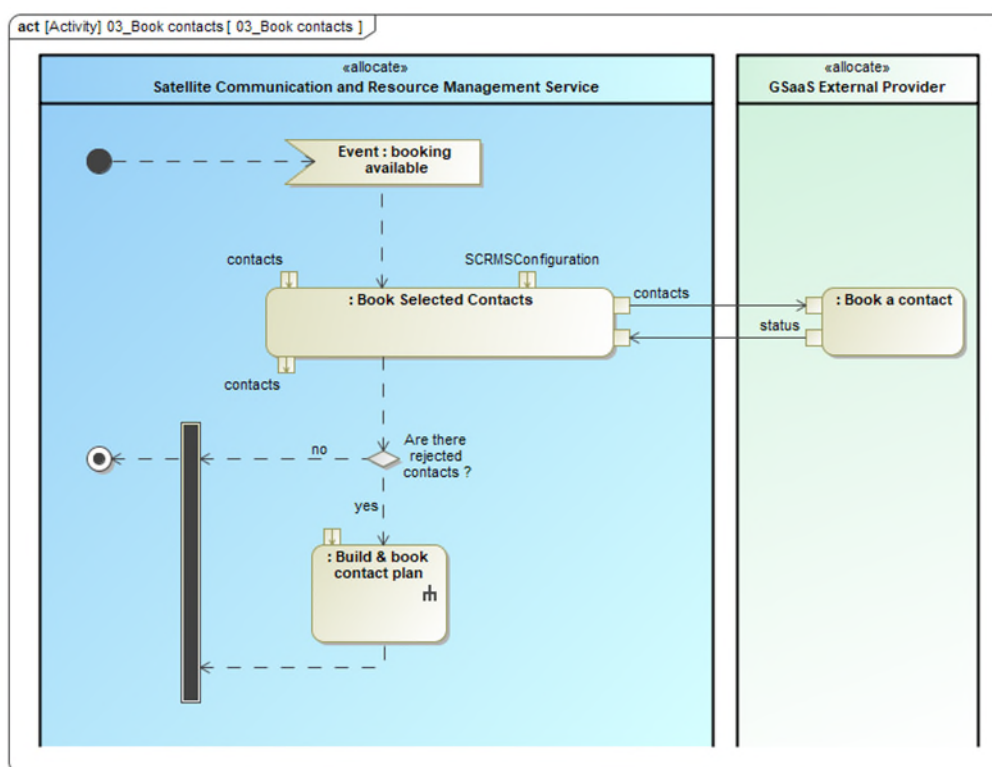 act [Activity] 03_Book contacts [ 03_Book contacts ]
«allocate»
Satellite Communication and Resource Management Service
«allocate»
GSaaS External Provider
Event : booking
available
contacts
SCRMSConfiguration
: Book Selected Contacts
contacts
: Book a contact
status
contacts
Are there
rejected
contacts ?
no
yes
: Build & book
contact plan